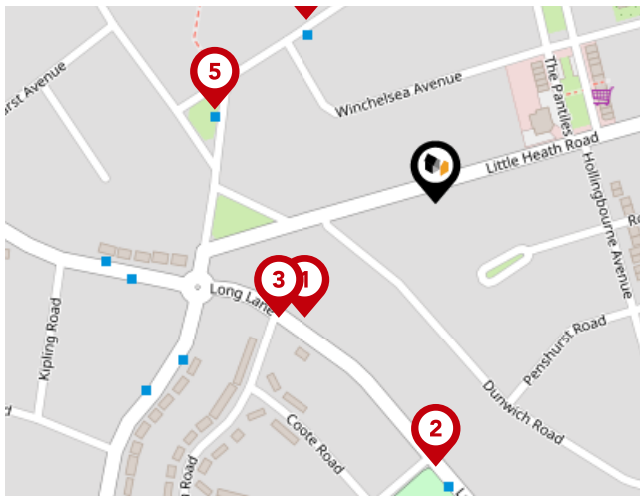 5
urst Avenue
Winchelsea Avenue
The Pantiles
Little Heath Road
Hollingbourne Avenue
3
1
Long Lane
Kipling Road
Penshurst Road
Dunwich Road
2
Coote Road
Road